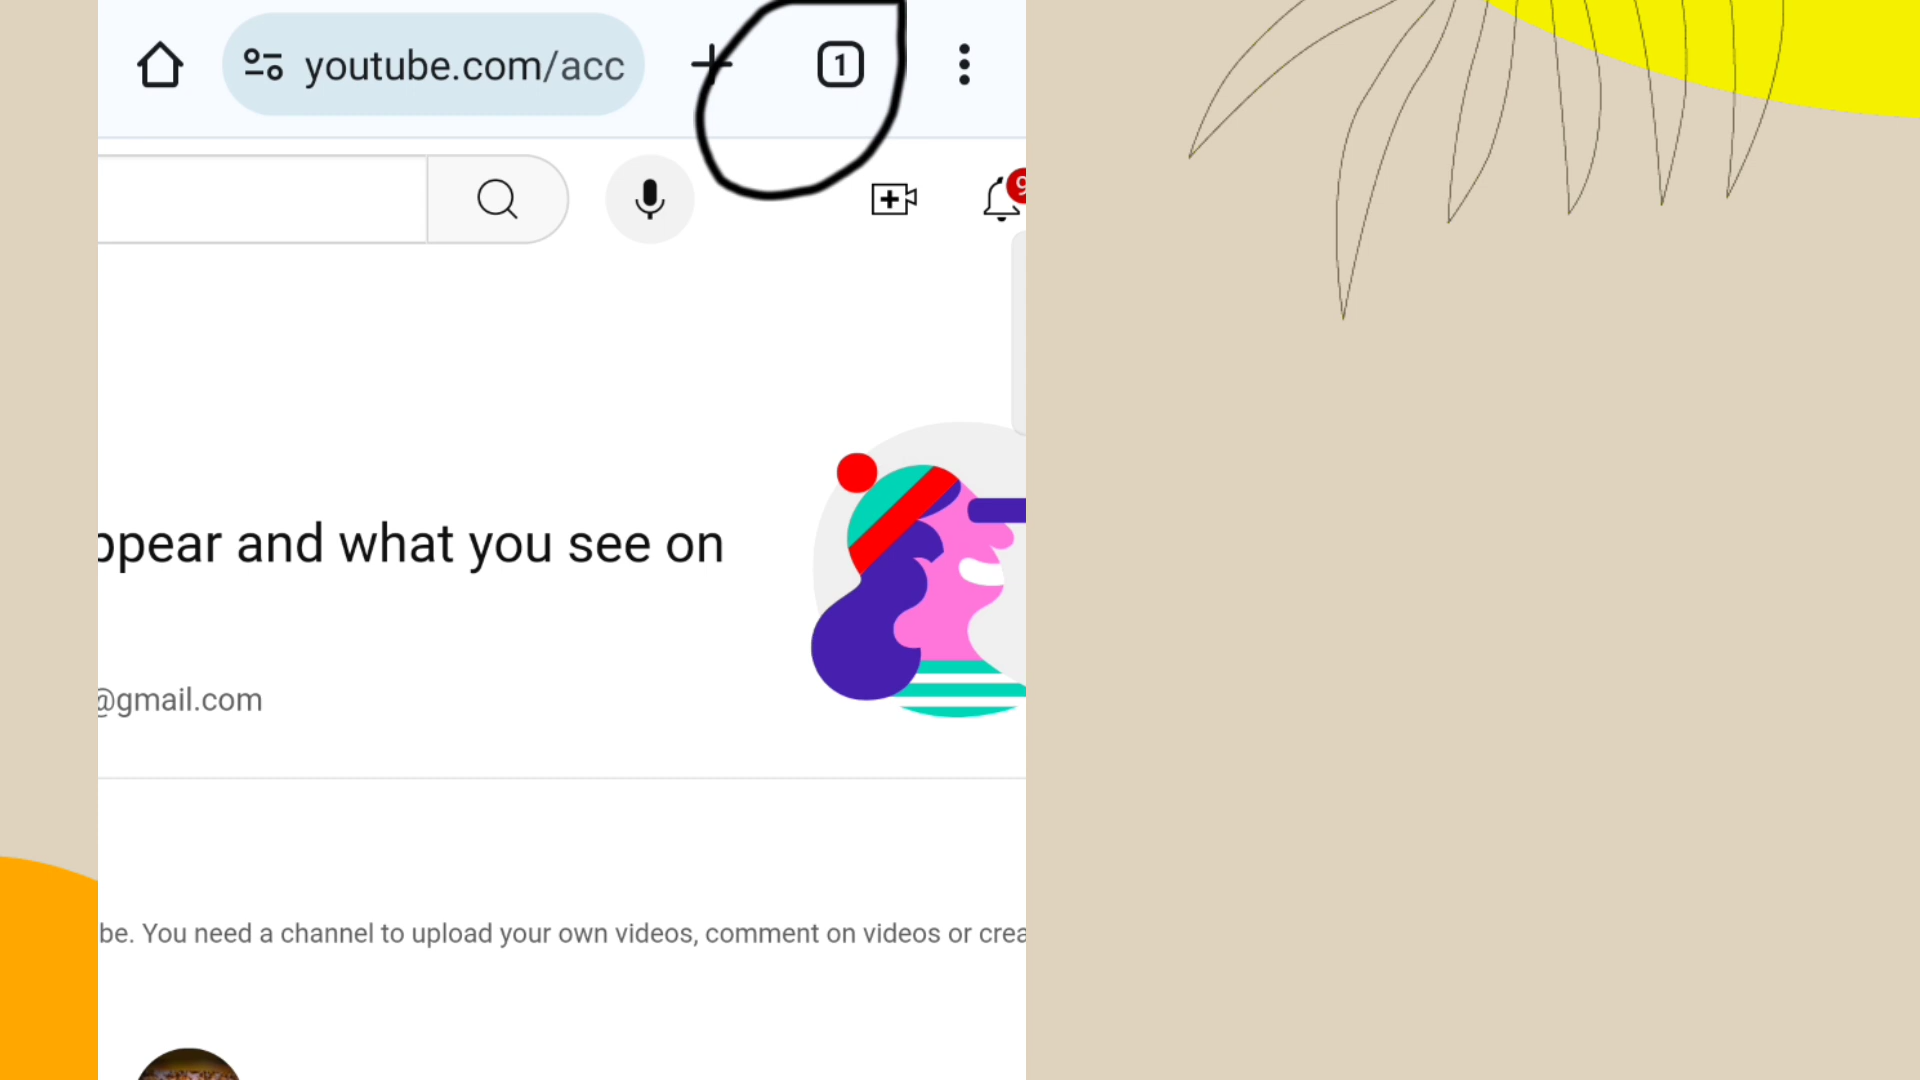 youtube.com/acc
1
9
ppear and what you see on
@gmail.com
be. You need a channel to upload your own videos, comment on videos or crea